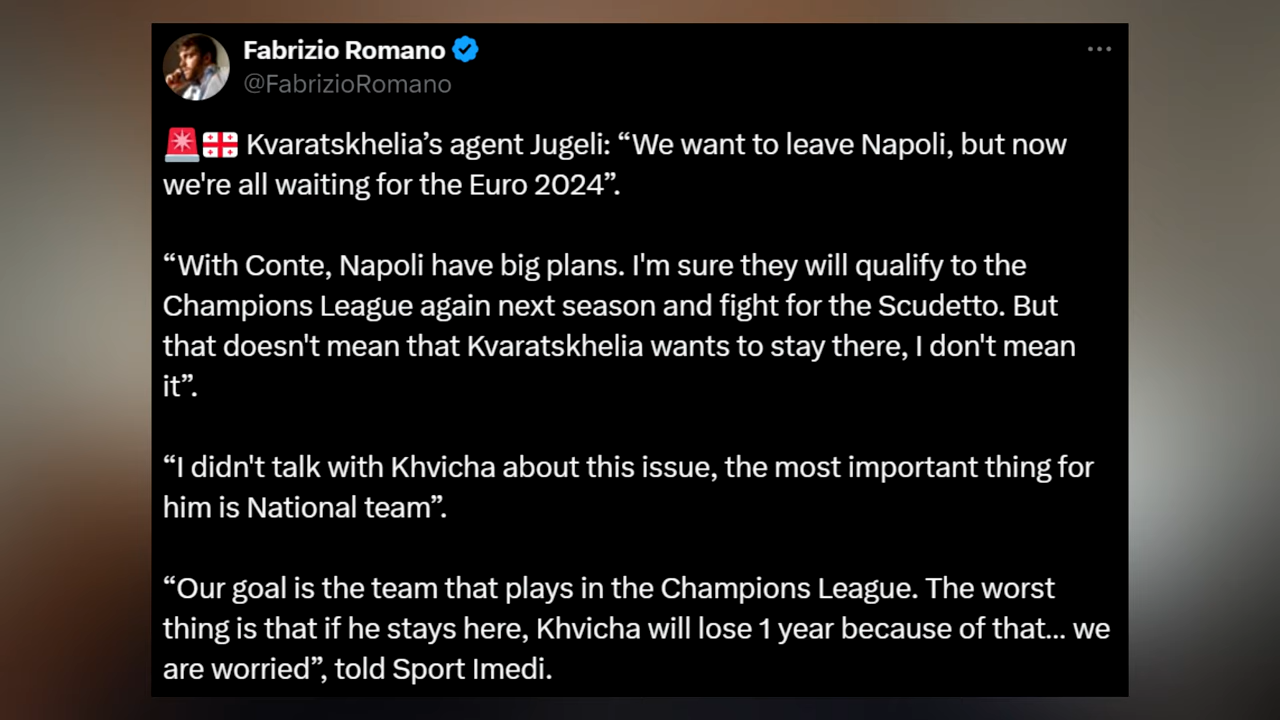 Fabrizio Romano
@FabrizioRomano
🚨🇬🇪 Kvaratskhelia’s agent Jugeli: “We want to leave Napoli, but now
we're all waiting for the Euro 2024”.
“With Conte, Napoli have big plans. I'm sure they will qualify to the
Champions League again next season and fight for the Scudetto. But
that doesn't mean that Kvaratskhelia wants to stay there, I don't mean
it”.
“I didn't talk with Khvicha about this issue, the most important thing for
him is National team”.
“Our goal is the team that plays in the Champions League. The worst
thing is that if he stays here, Khvicha will lose 1 year because of that... we
are worried”, told Sport Imedi.